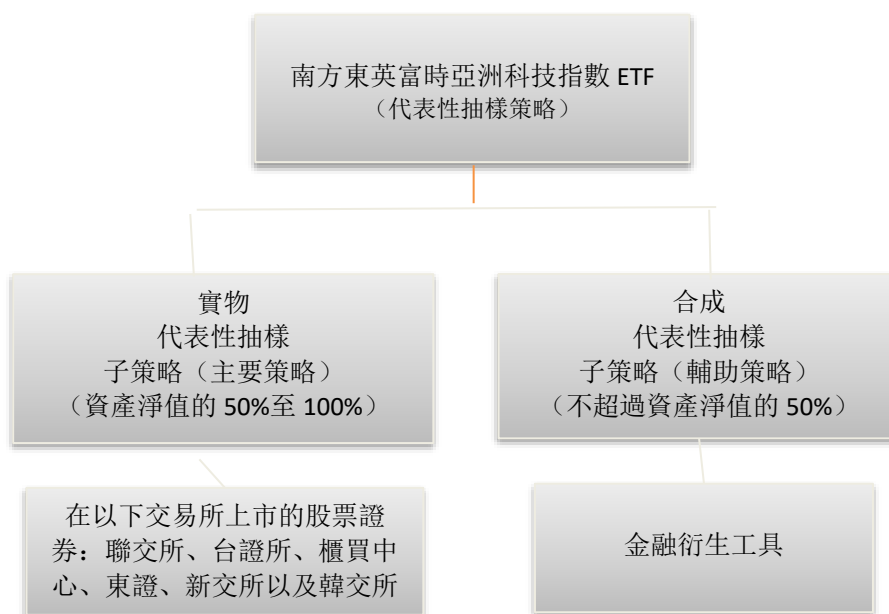 南方東英富時亞洲科技指數 ETF
（代表性抽樣策略）
實物
代表性抽樣
子策略（主要策略）
（資產淨值的 50%至 100%）
合成
代表性抽樣
子策略（輔助策略）
（不超過資產淨值的 50%）
在以下交易所上市的股票證
券：聯交所、台證所、櫃買中
心、東證、新交所以及韓交所
金融衍生工具